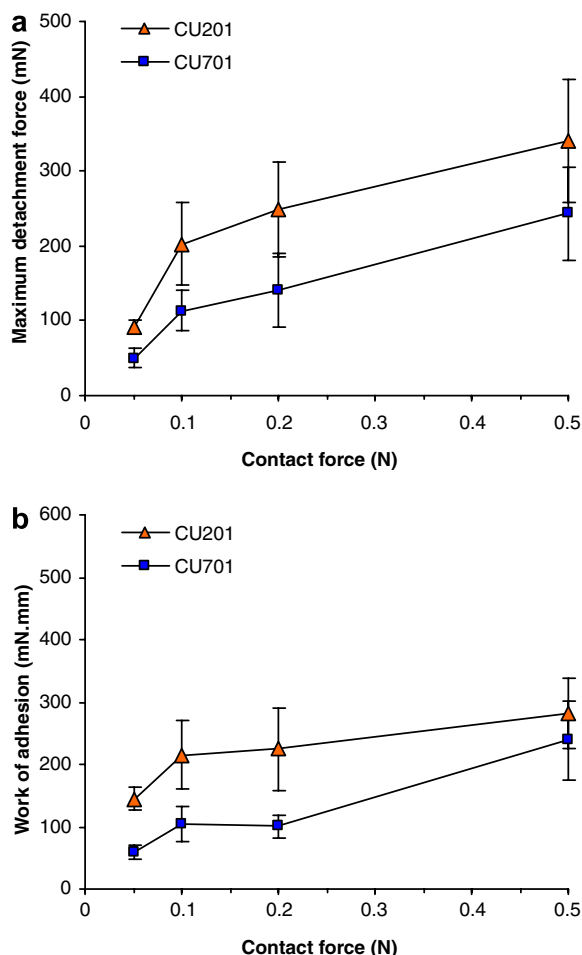 a
500
400
300
200
100
0
Maximum detachment force (mN)
CU201
CU701
0 0.1 0.2 0.3 0.4 0.5
Contact force (N)
b
600
500
400
300
200
100
0
Work of adhesion (mN.mm)
CU201
CU701
0 0.1 0.2 0.3 0.4 0.5
Contact force (N)